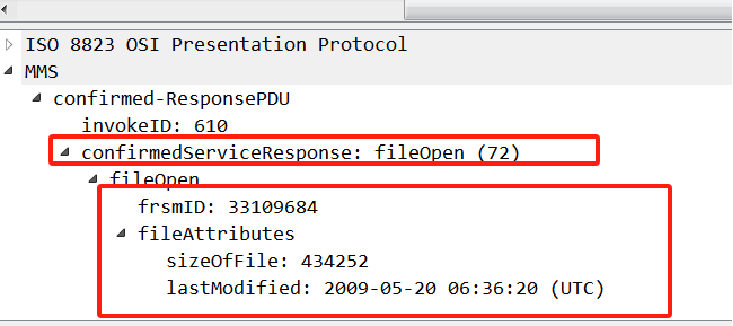 ISO 8823 OSI Presentation Protocol
MMS
confirmed-ResponsePDU
invokeID: 610
confirmedServiceResponse: fileOpen (72)
fileOpen
frsmID: 33109684
fileAttributes
sizeOfFile: 434252
lastModified: 2009-05-20 06:36:20 (UTC)